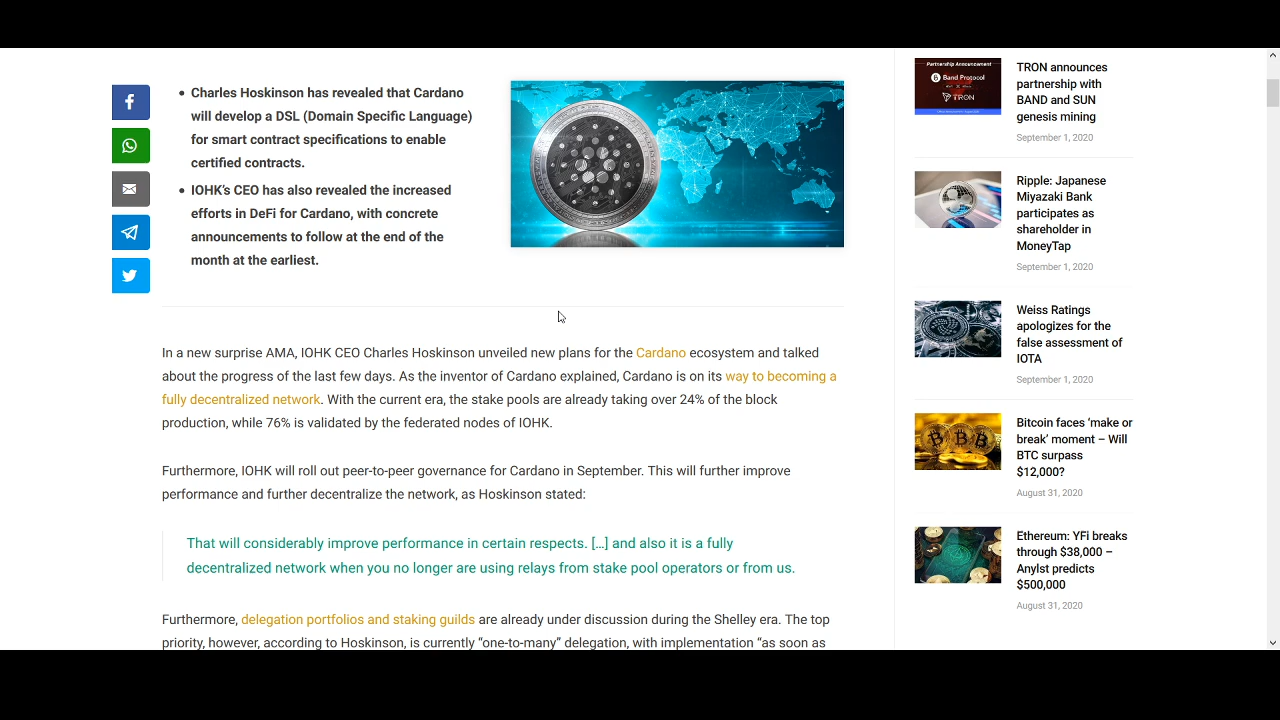 Charles Hoskinson has revealed that Cardano
will develop a DSL (Domain Specific Language)
for smart contract specifications to enable
certified contracts.
IOHK's CEO has also revealed the increased
efforts in DeFi for Cardano, with concrete
announcements to follow at the end of the
month at the earliest.
In a new surprise AMA, IOHK CEO Charles Hoskinson unveiled new plans for the Cardano ecosystem and talked
about the progress of the last few days. As the inventor of Cardano explained, Cardano is on its way to becoming a
fully decentralized network. With the current era, the stake pools are already taking over 24% of the block
production, while 76% is validated by the federated nodes of IOHK.
Furthermore, IOHK will roll out peer-to-peer governance for Cardano in September. This will further improve
performance and further decentralize the network, as Hoskinson stated:
That will considerably improve performance in certain respects. […] and also it is a fully
decentralized network when you no longer are using relays from stake pool operators or from us.
Furthermore, delegation portfolios and staking guilds are already under discussion during the Shelley era. The top
priority, however, according to Hoskinson, is currently “one-to-many” delegation, with implementation “as soon as
Partnership Announcement
Band Protocol
TRON
TRON announces
partnership with
BAND and SUN
genesis mining
September 1, 2020
Ripple: Japanese
Miyazaki Bank
participates as
shareholder in
MoneyTap
September 1, 2020
Weiss Ratings
apologizes for the
false assessment of
IOTA
September 1, 2020
Bitcoin faces ‘make or
break’ moment – Will
BTC surpass
$12,000?
August 31, 2020
Ethereum: YFi breaks
through $38,000 –
Anylst predicts
$500,000
August 31, 2020